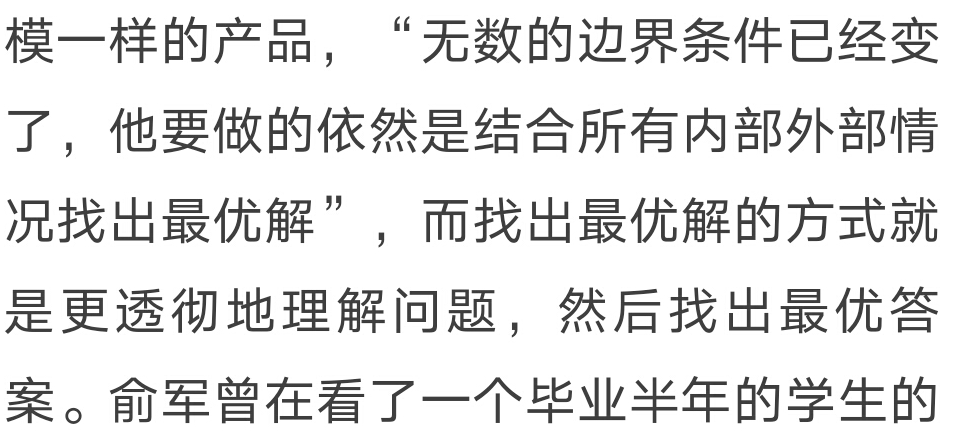 模一样的产品，“无数的边界条件已经变
了，他要做的依然是结合所有内部外部情
况找出最优解”，而找出最优解的方式就
是更透彻地理解问题，然后找出最优答
案。俞军曾在看了一个毕业半年的学生的